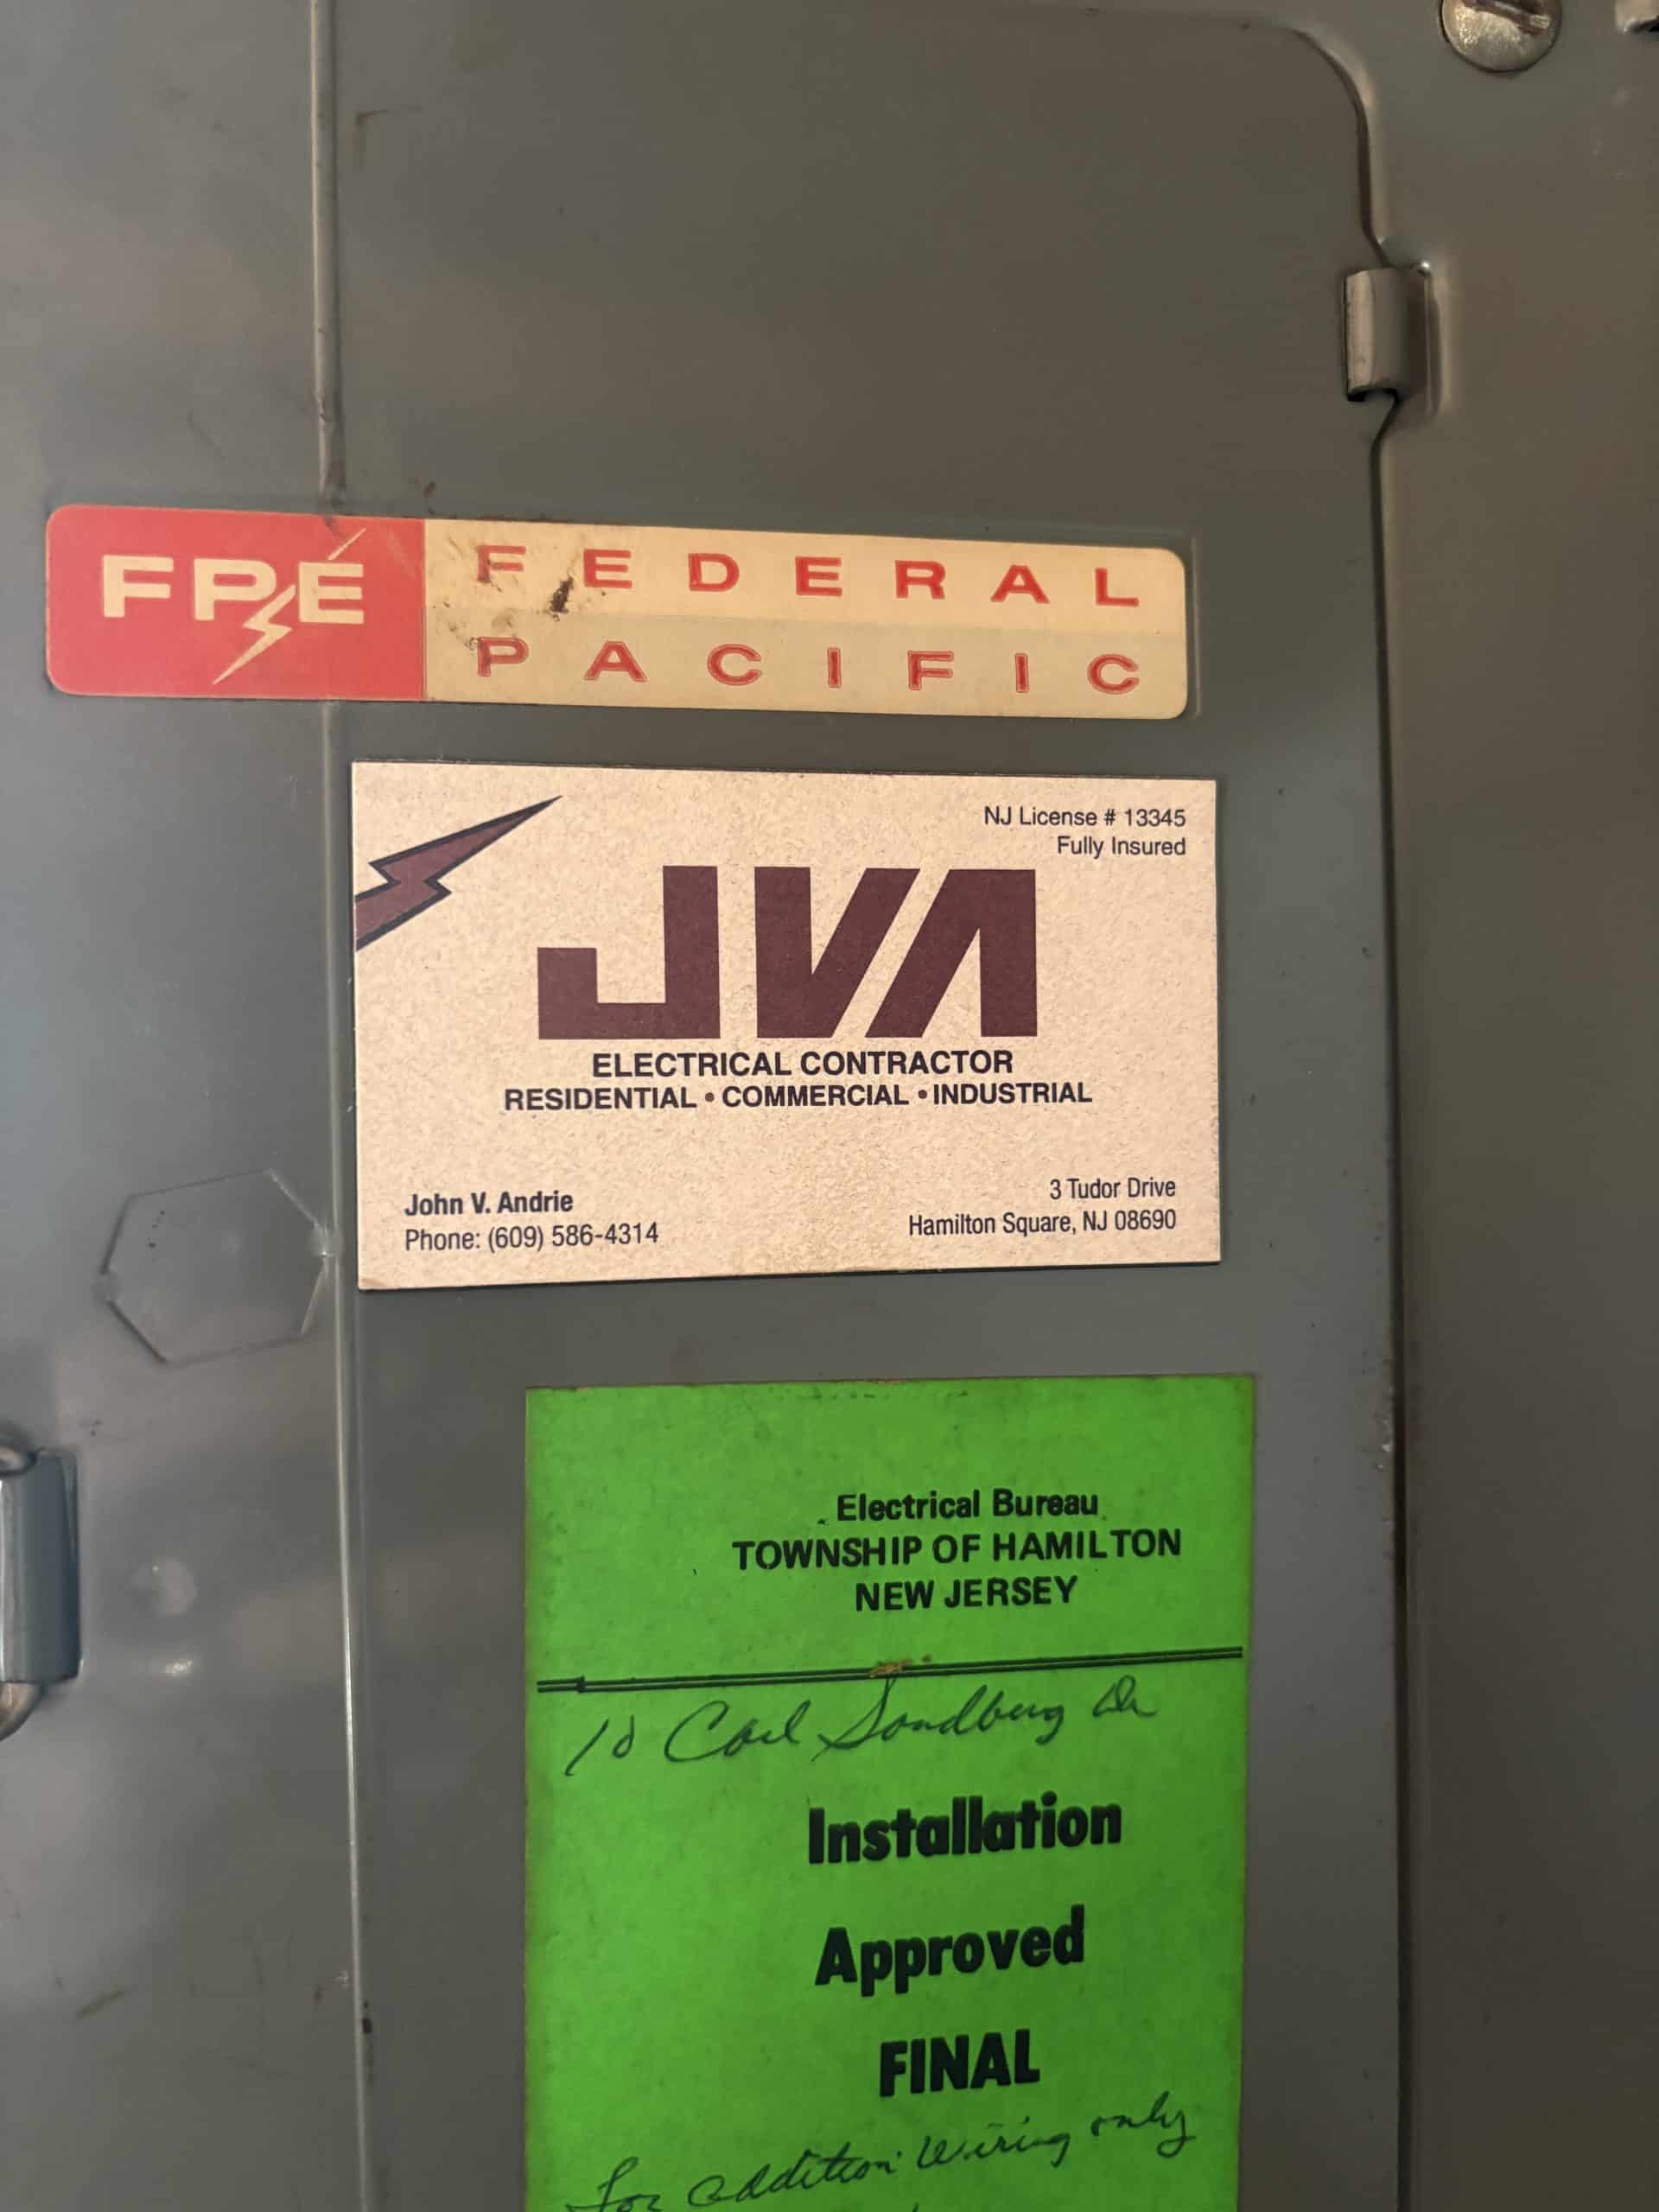 FPE
FEDERAL
PACIFIC
NJ License # 13345
Fully Insured
JVA
ELECTRICAL CONTRACTOR
RESIDENTIAL • COMMERCIAL • INDUSTRIAL
John V. Andrie
Phone: (609) 586-4314
3 Tudor Drive
Hamilton Square, NJ 08690
Electrical Bureau
TOWNSHIP OF HAMILTON
NEW JERSEY
10 Carl Sandburg Dr
Installation
Approved
FINAL
for addition wiring only